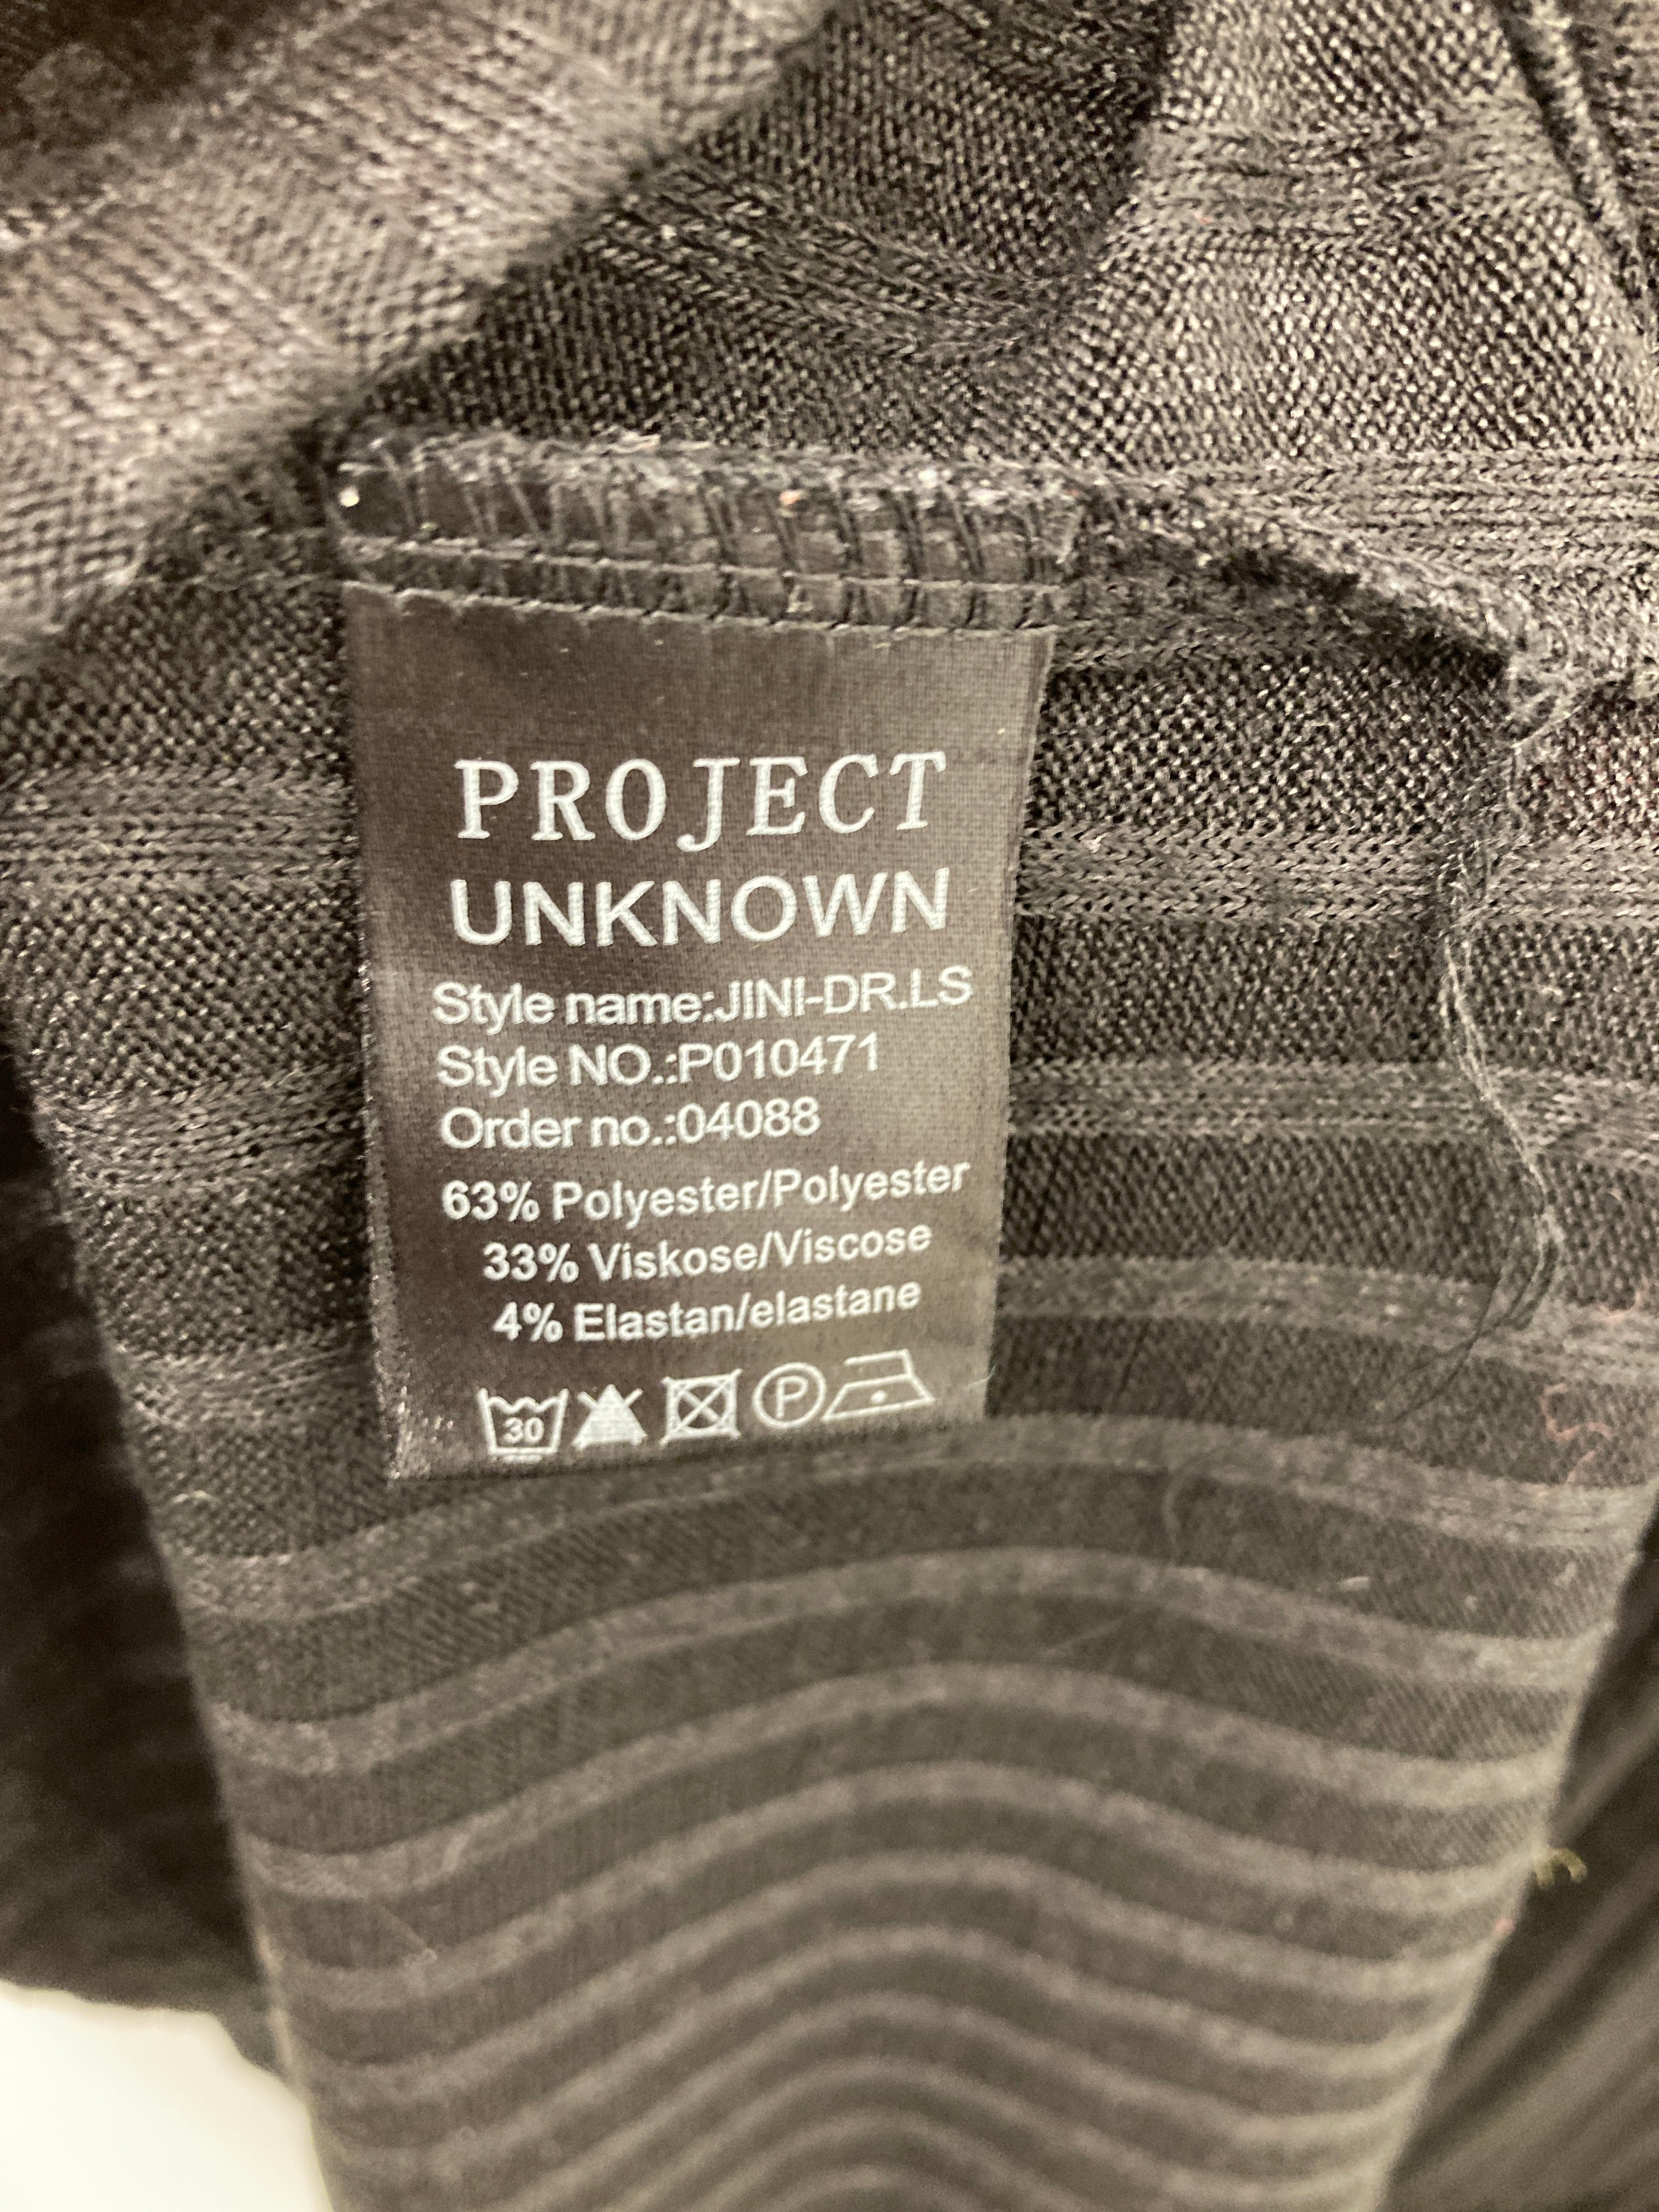 PROJECT
UNKNOWN
Style name:JINI-DR.LS
Style NO.:P010471
Order no.:04088
63% Polyester/Polyester
33% Viskose/Viscose
4% Elastan/elastane
30 P